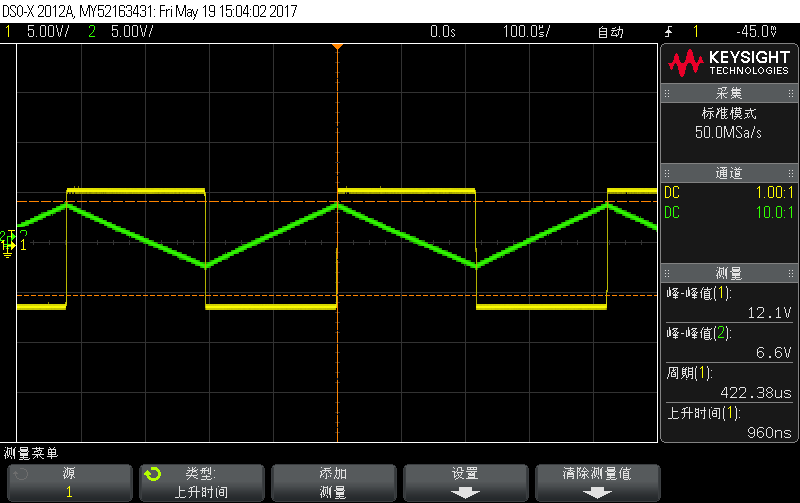 DSO-X 2012A, MY52163431: Fri May 19 15:04:02 2017
1 5.00V/ 2 5.00V/ 0.0s 100.0us/ 自动 1 -45.0mV
KEYSIGHT
TECHNOLOGIES
采集
标准模式
50.0MSa/s
通道
DC 1.00:1
DC 10.0:1
测量
峰-峰值(1):
12.1V
峰-峰值(2):
6.6V
周期(1):
422.38us
上升时间(1):
960ns
1
测量菜单
源
1
类型:
上升时间
添加
测量
设置
清除测量值